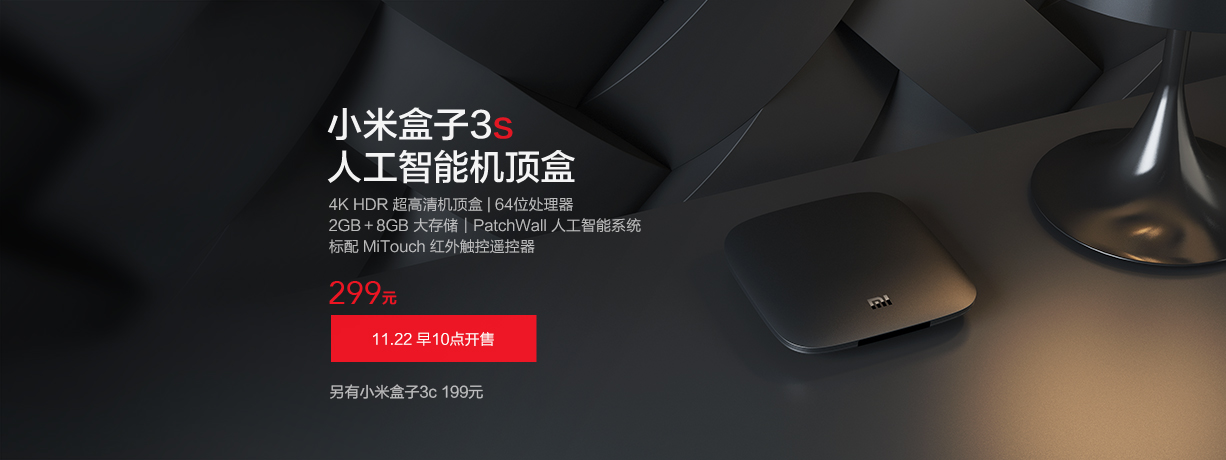 小米盒子3s
人工智能机顶盒
4K HDR 超高清机顶盒 | 64位处理器
2GB + 8GB 大存储 | PatchWall 人工智能系统
标配 MiTouch 红外触控遥控器
299元
11.22 早10点开售
另有小米盒子3c 199元
mi